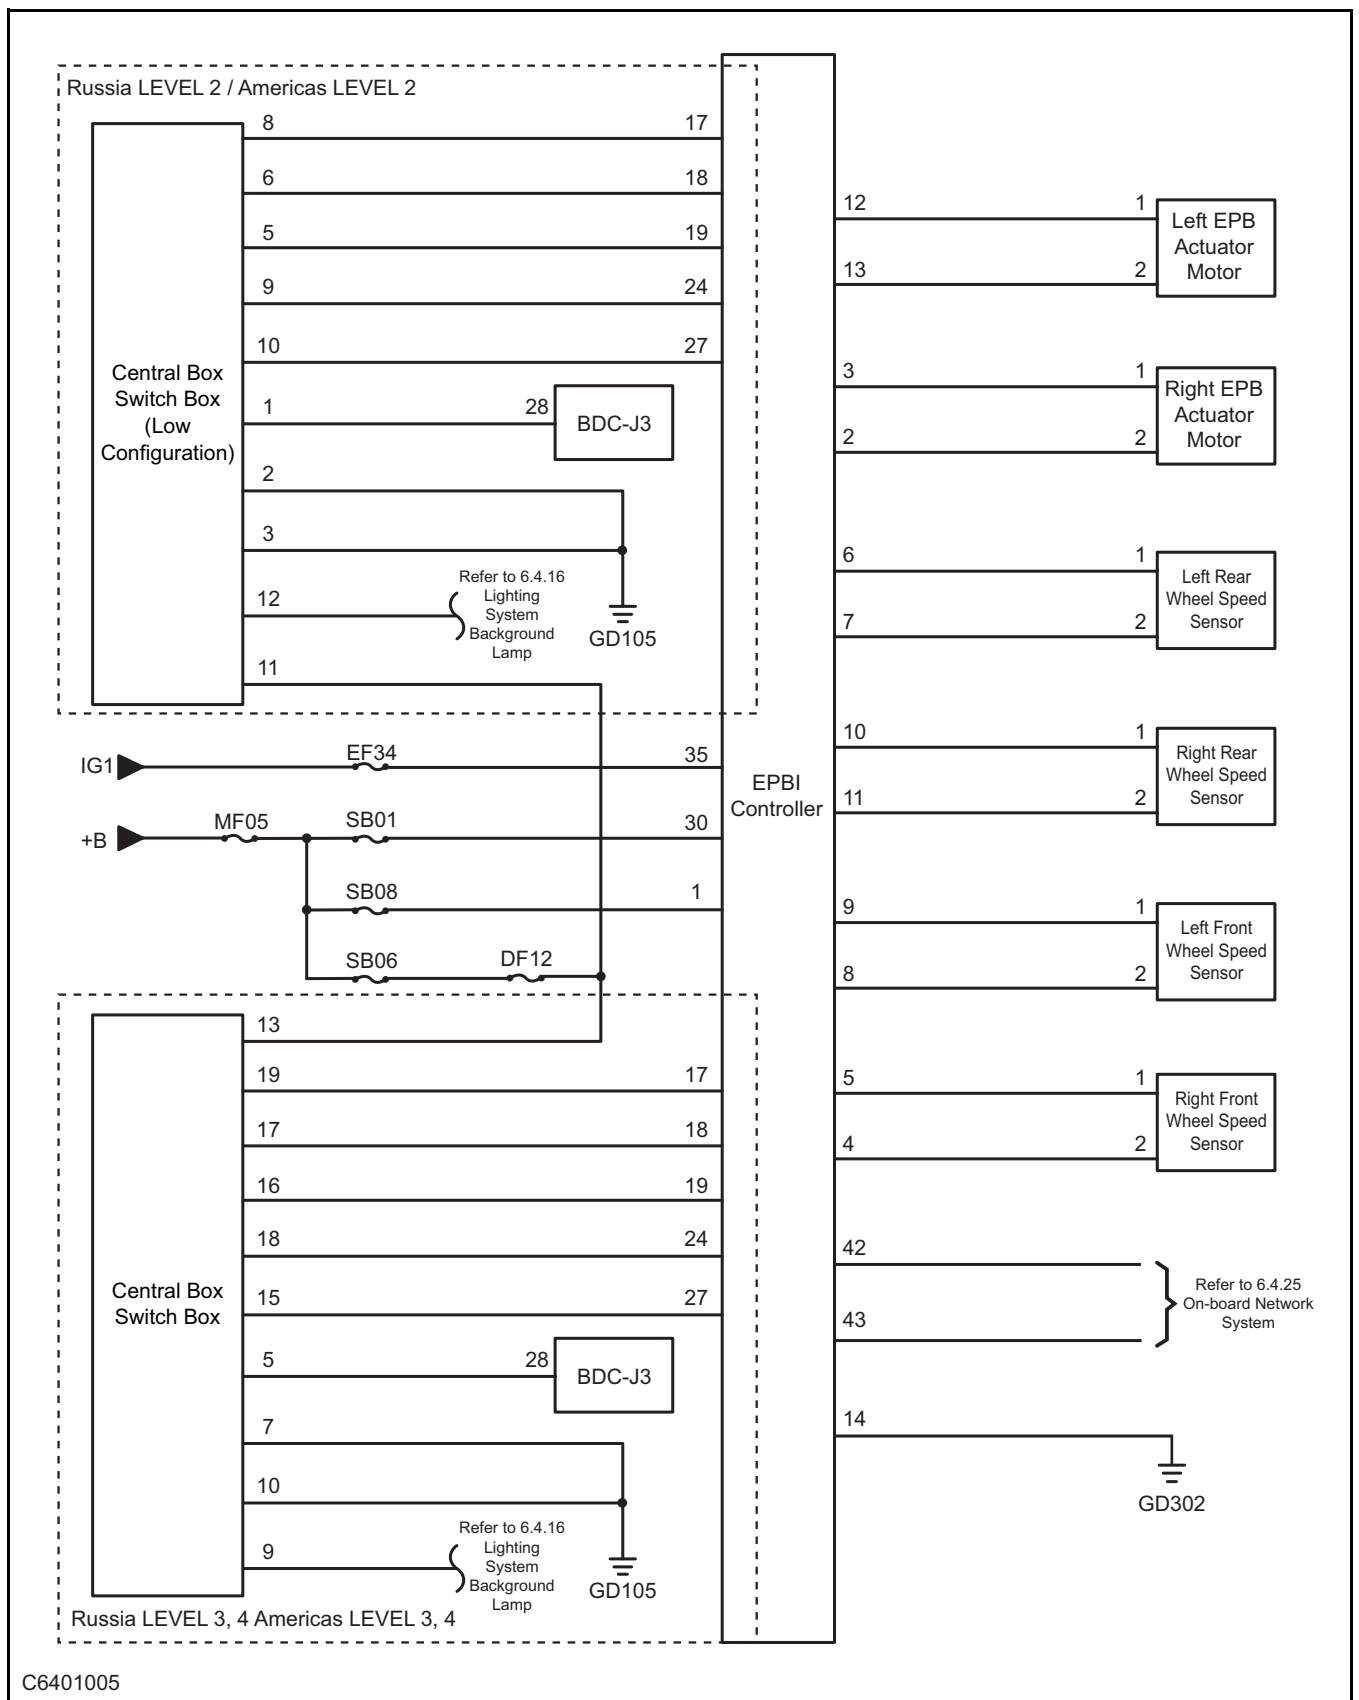 Russia LEVEL 2 / Americas LEVEL 2
8 17
6 18
5 19
9 24
10 27
Central Box
Switch Box
(Low
Configuration)
1 28
BDC-J3
2
3
12
Refer to 6.4.16
Lighting
System
Background
Lamp
GD105
11
IG1 EF34 35
+B MF05 SB01 30
SB08 1
SB06 DF12
EPBI
Controller
13
19 17
17 18
16 19
18 24
15 27
Central Box
Switch Box
5 28
BDC-J3
7
10
9
Refer to 6.4.16
Lighting
System
Background
Lamp
GD105
Russia LEVEL 3, 4 Americas LEVEL 3, 4
12 1
13 2
Left EPB
Actuator
Motor
3 1
2 2
Right EPB
Actuator
Motor
6 1
7 2
Left Rear
Wheel Speed
Sensor
10 1
11 2
Right Rear
Wheel Speed
Sensor
9 1
8 2
Left Front
Wheel Speed
Sensor
5 1
4 2
Right Front
Wheel Speed
Sensor
42
43
Refer to 6.4.25
On-board Network
System
14
GD302
C6401005